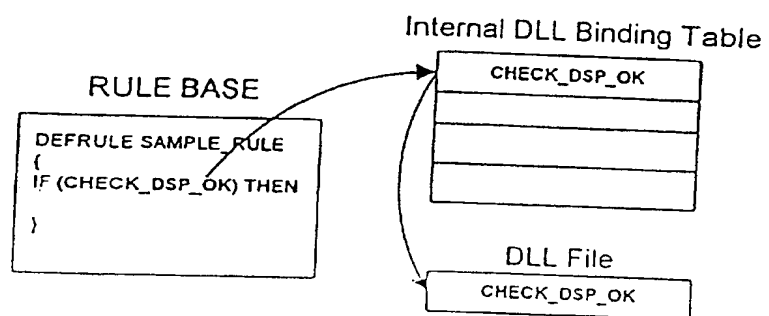 Internal DLL Binding Table
CHECK_DSP_OK
RULE BASE
DEFRULE SAMPLE_RULE
{
IF (CHECK_DSP_OK) THEN
}
DLL File
CHECK_DSP_OK